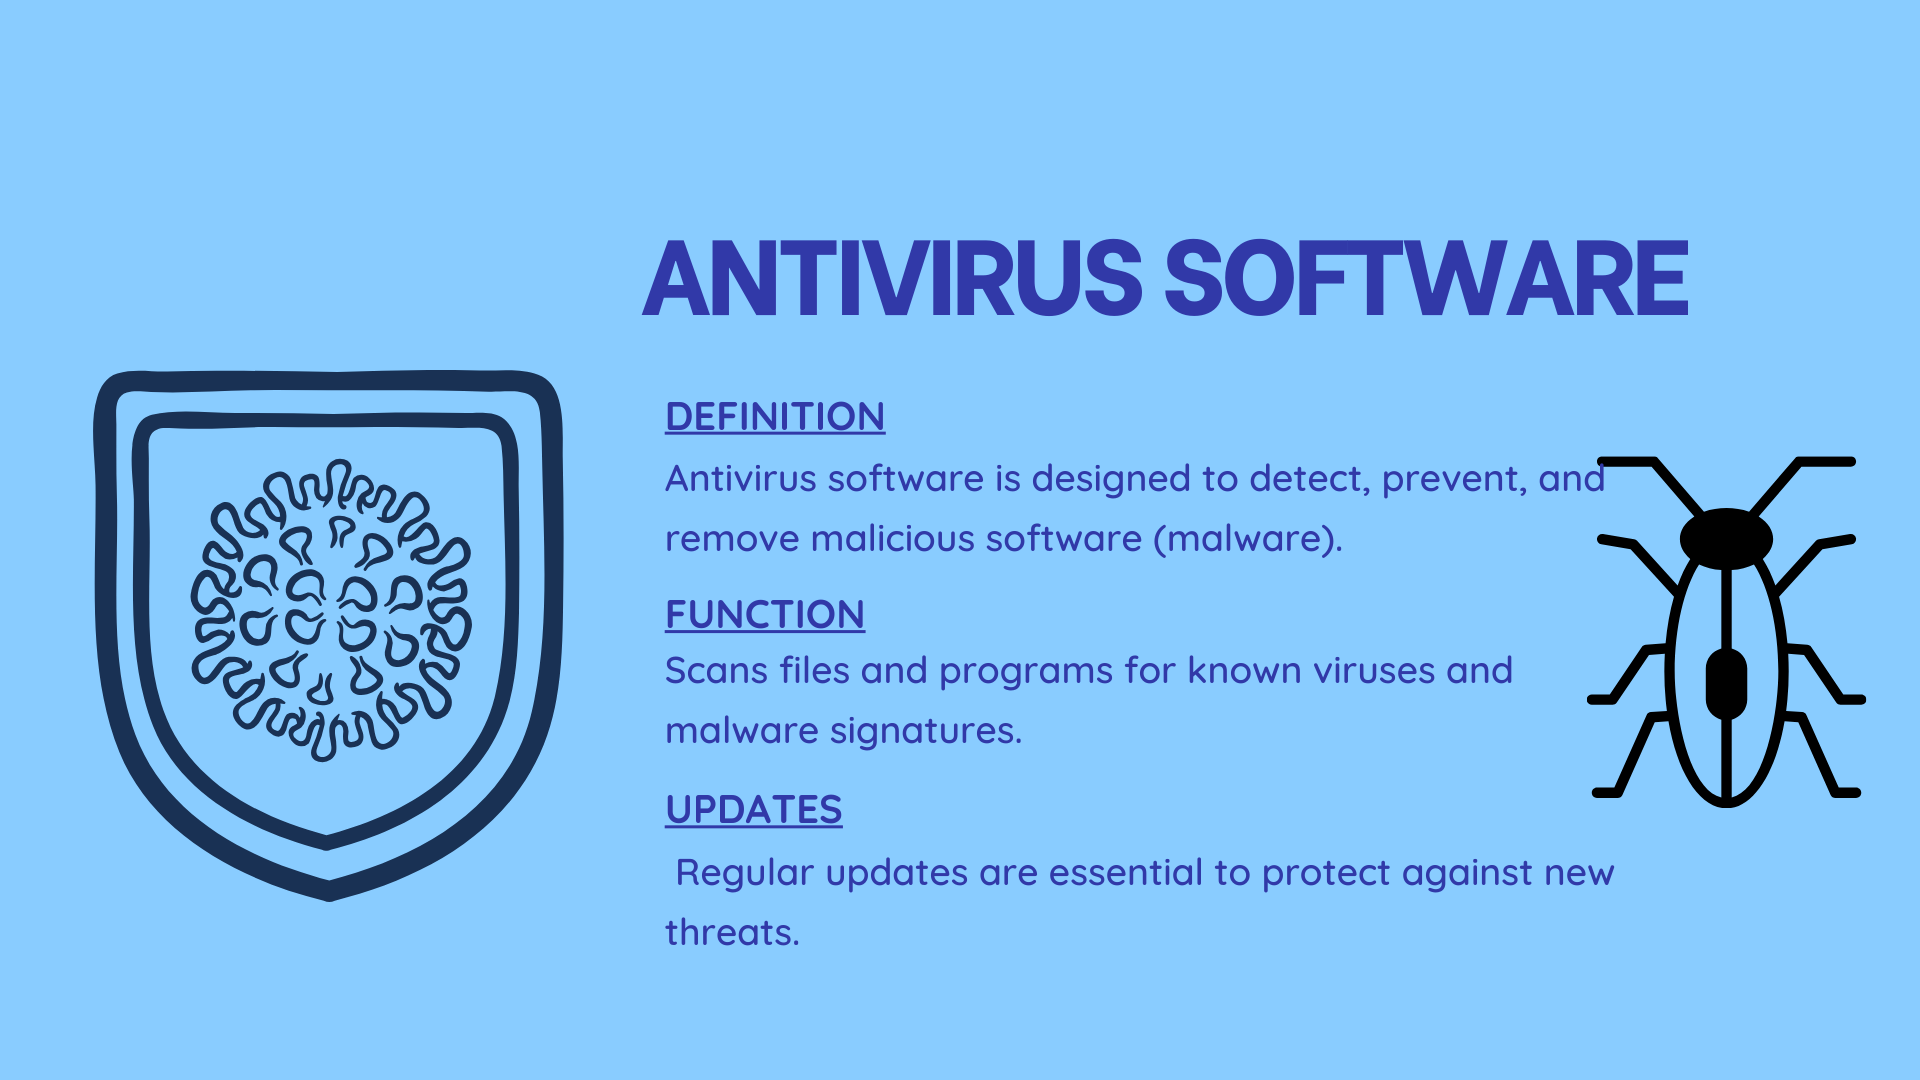 ANTIVIRUS SOFTWARE
DEFINITION
Antivirus software is designed to detect, prevent, and
remove malicious software (malware).
FUNCTION
Scans files and programs for known viruses and
malware signatures.
UPDATES
Regular updates are essential to protect against new
threats.